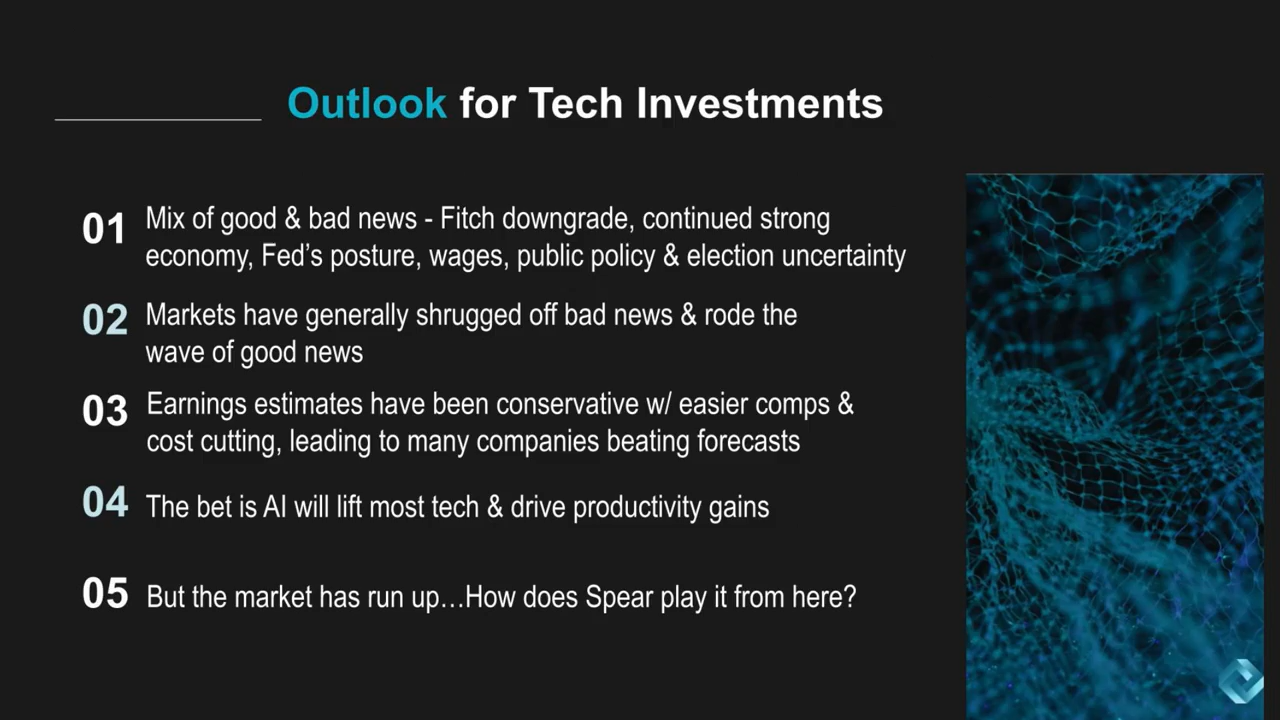 Outlook for Tech Investments
01 Mix of good & bad news - Fitch downgrade, continued strong
economy, Fed’s posture, wages, public policy & election uncertainty
02 Markets have generally shrugged off bad news & rode the
wave of good news
03 Earnings estimates have been conservative w/ easier comps &
cost cutting, leading to many companies beating forecasts
04 The bet is AI will lift most tech & drive productivity gains
05 But the market has run up…How does Spear play it from here?